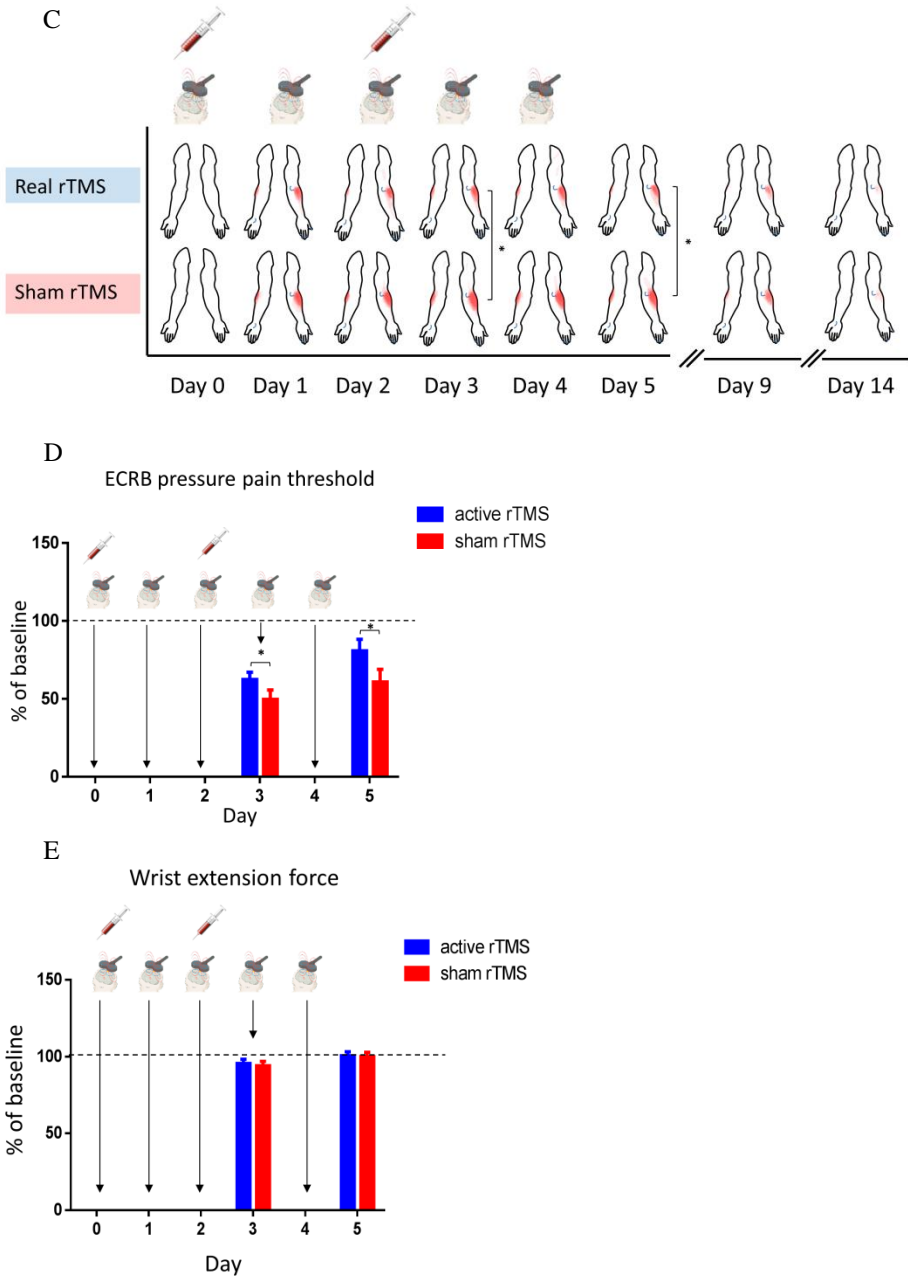 C
Real rTMS
*
*
Sham rTMS
Day 0 Day 1 Day 2 Day 3 Day 4 Day 5 Day 9 Day 14
D
ECRB pressure pain threshold
active rTMS
sham rTMS
150
100
50
0
% of baseline
*
*
0 1 2 3 4 5
Day
E
Wrist extension force
active rTMS
sham rTMS
150
100
50
0
% of baseline
0 1 2 3 4 5
Day